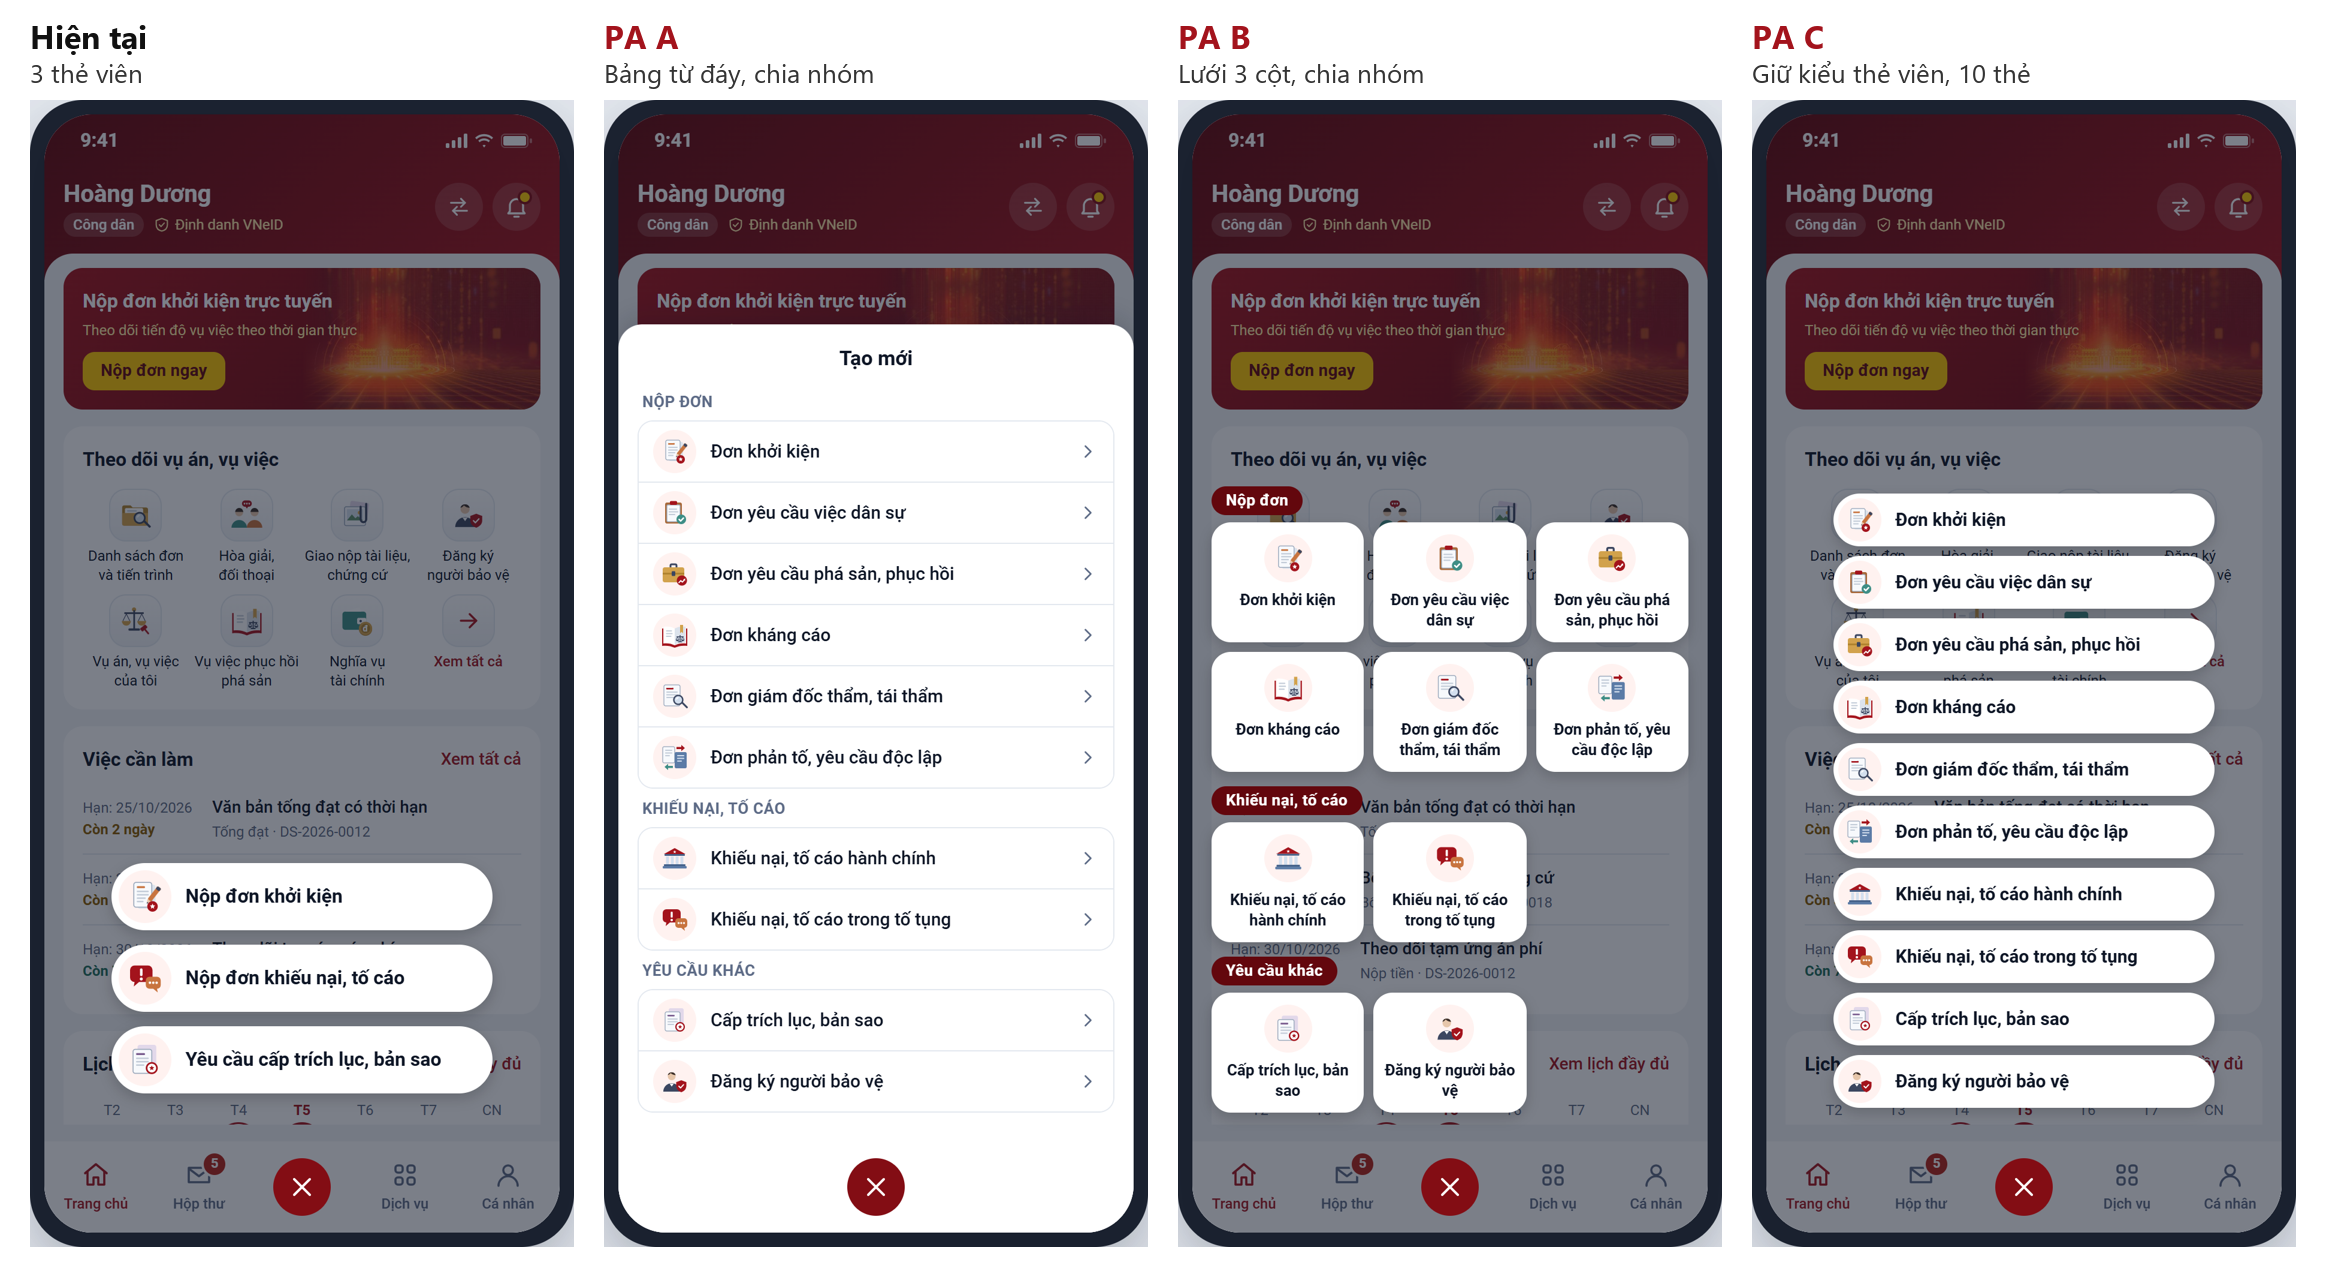 Hiện tại
3 thẻ viên
9:41
Hoàng Dương
Công dân
Định danh VNeID
Nộp đơn khởi kiện trực tuyến
Theo dõi tiến độ vụ việc theo thời gian thực
Nộp đơn ngay
Theo dõi vụ án, vụ việc
Danh sách đơn
và tiến trình
Hòa giải,
đối thoại
Giao nộp tài liệu,
chứng cứ
Đăng ký
người bảo vệ
Vụ án, vụ việc
của tôi
Vụ việc phục hồi
phá sản
Nghĩa vụ
tài chính
Xem tất cả
Việc cần làm
Xem tất cả
Hạn: 25/10/2026
Văn bản tống đạt có thời hạn
Còn 2 ngày
Tống đạt · DS-2026-0012
Hạn:
Còn
Nộp đơn khởi kiện
Nộp đơn khiếu nại, tố cáo
Còn
Yêu cầu cấp trích lục, bản sao
Lịc
y đủ
T2
T3
T4
T5
T6
T7
CN
Trang chủ
5
Hộp thư
Dịch vụ
Cá nhân
PA A
Bảng từ đáy, chia nhóm
9:41
Hoàng Dương
Công dân
Định danh VNeID
Nộp đơn khởi kiện trực tuyến
Tạo mới
NỘP ĐƠN
Đơn khởi kiện
Đơn yêu cầu việc dân sự
Đơn yêu cầu phá sản, phục hồi
Đơn kháng cáo
Đơn giám đốc thẩm, tái thẩm
Đơn phản tố, yêu cầu độc lập
KHIẾU NẠI, TỐ CÁO
Khiếu nại, tố cáo hành chính
Khiếu nại, tố cáo trong tố tụng
YÊU CẦU KHÁC
Cấp trích lục, bản sao
Đăng ký người bảo vệ
PA B
Lưới 3 cột, chia nhóm
9:41
Hoàng Dương
Công dân
Định danh VNeID
Nộp đơn khởi kiện trực tuyến
Theo dõi tiến độ vụ việc theo thời gian thực
Nộp đơn ngay
Theo dõi vụ án, vụ việc
Nộp đơn
Đơn khởi kiện
Đơn yêu cầu việc
dân sự
Đơn yêu cầu phá
sản, phục hồi
Đơn kháng cáo
Đơn giám đốc
thẩm, tái thẩm
Đơn phản tố, yêu
cầu độc lập
Khiếu nại, tố cáo
Văn bản tống đạt có thời hạn
Khiếu nại, tố cáo
hành chính
Khiếu nại, tố cáo
trong tố tụng
g cứ
018
Hạn: 30/10/2026
Theo dõi tạm ứng án phí
Yêu cầu khác
Nộp tiền · DS-2026-0012
Cấp trích lục, bản
sao
Đăng ký người bảo
vệ
Xem lịch đầy đủ
T7
CN
Trang chủ
5
Hộp thư
Dịch vụ
Cá nhân
PA C
Giữ kiểu thẻ viên, 10 thẻ
9:41
Hoàng Dương
Công dân
Định danh VNeID
Nộp đơn khởi kiện trực tuyến
Theo dõi tiến độ vụ việc theo thời gian thực
Nộp đơn ngay
Theo dõi vụ án, vụ việc
Đơn khởi kiện
Đơn yêu cầu việc dân sự
Đơn yêu cầu phá sản, phục hồi
Đơn kháng cáo
Đơn giám đốc thẩm, tái thẩm
Đơn phản tố, yêu cầu độc lập
Khiếu nại, tố cáo hành chính
Khiếu nại, tố cáo trong tố tụng
Cấp trích lục, bản sao
Đăng ký người bảo vệ
T2
CN
Trang chủ
5
Hộp thư
Dịch vụ
Cá nhân